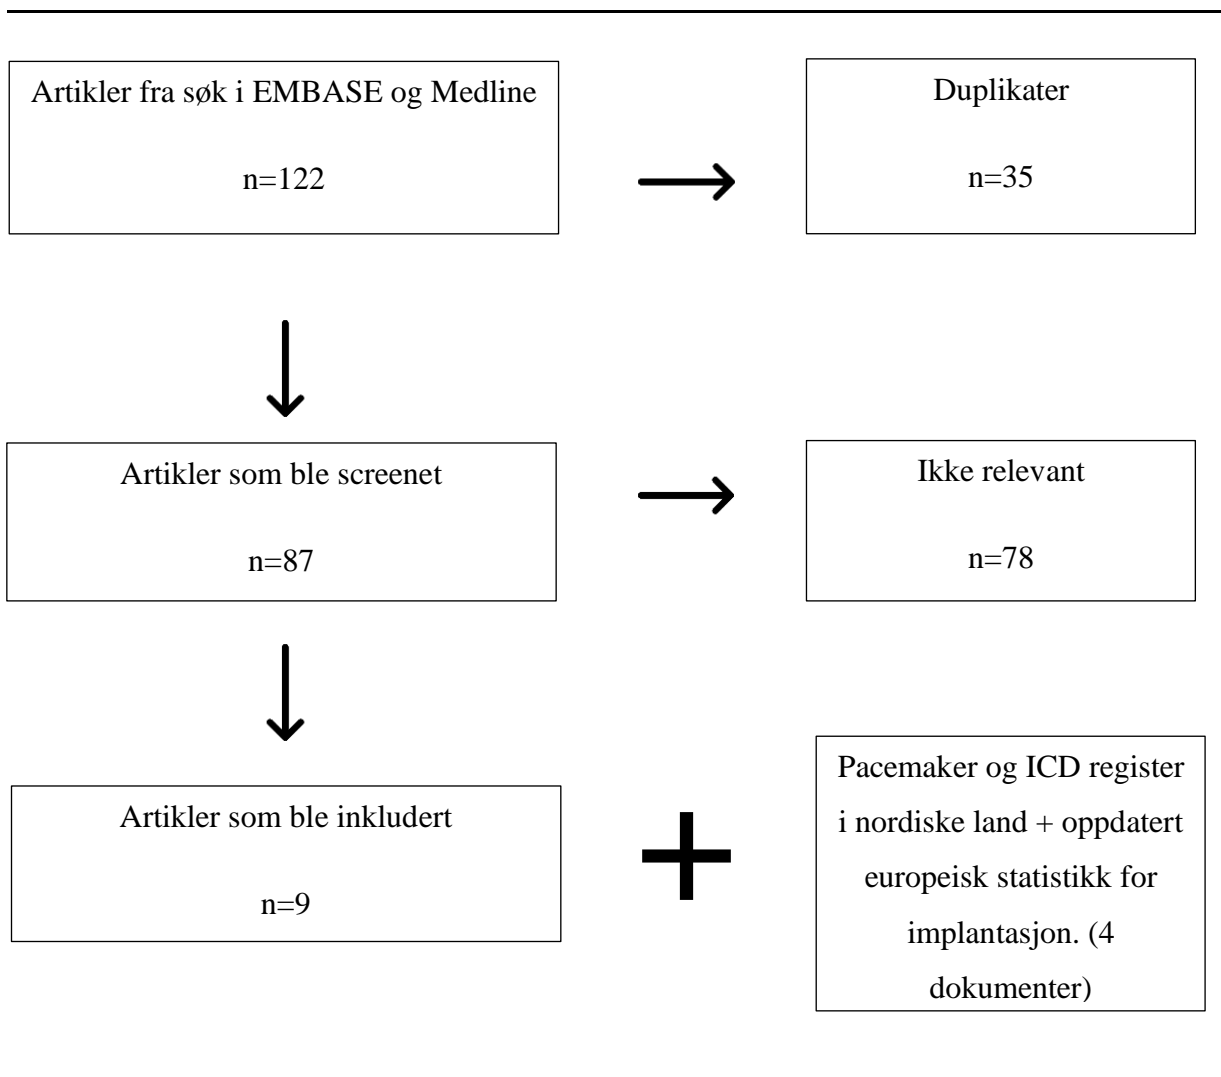 Artikler fra søk i EMBASE og Medline
n=122
Duplikater
n=35
Artikler som ble screenet
n=87
Ikke relevant
n=78
Artikler som ble inkludert
n=9
Pacemaker og ICD register
i nordiske land + oppdatert
europeisk statistikk for
implantasjon. (4
dokumenter)